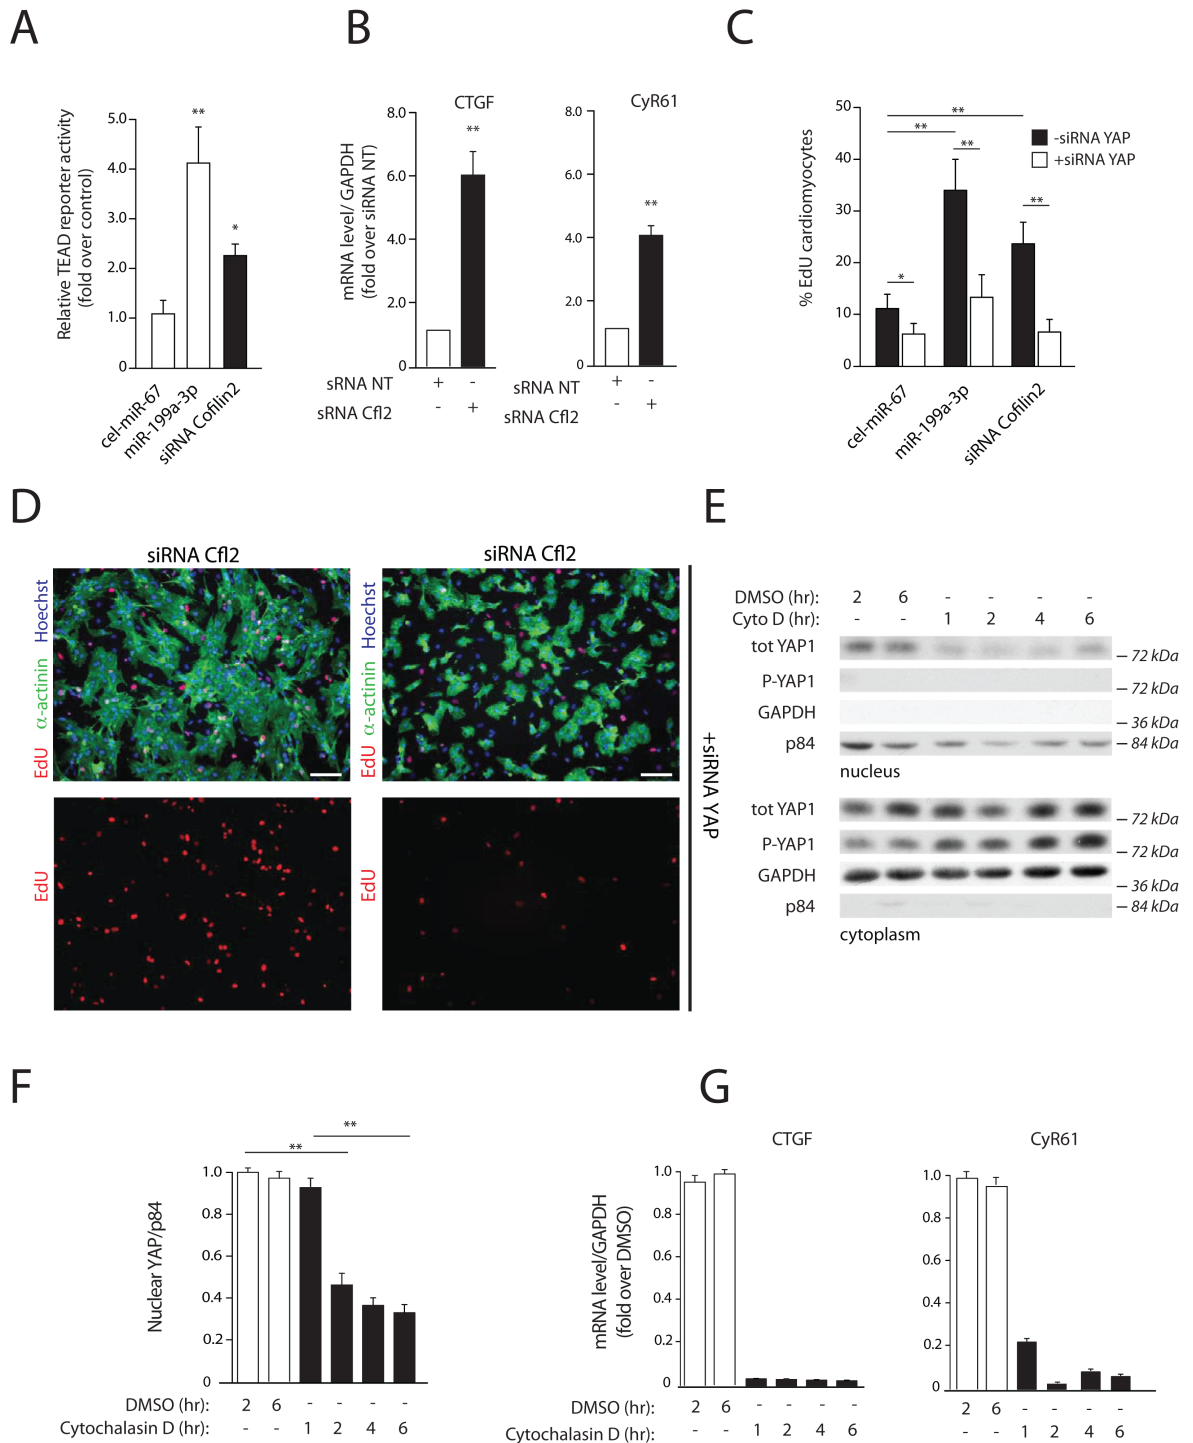 A
Relative TEAD reporter activity
(fold over control)
5.0
4.0
3.0
2.0
1.0
0
**
*
cel-miR-67
miR-199a-3p
siRNA Cofilin2
B
mRNA level/ GAPDH
(fold over siRNA NT)
CTGF
8.0
6.0
4.0
2.0
0
**
sRNA NT + -
sRNA Cfl2 - +
CyR61
8.0
6.0
4.0
2.0
0
**
sRNA NT + -
sRNA Cfl2 - +
C
% EdU cardiomyocytes
50
40
30
20
10
0
**
**
**
**
*
-siRNA YAP
+siRNA YAP
cel-miR-67
miR-199a-3p
siRNA Cofilin2
D
siRNA Cfl2
siRNA Cfl2
EdU α-actinin Hoechst
EdU α-actinin Hoechst
EdU
EdU
+siRNA YAP
E
DMSO (hr): 2 6 - - - -
Cyto D (hr): - - 1 2 4 6
tot YAP1 – 72 kDa
P-YAP1 – 72 kDa
GAPDH – 36 kDa
p84 – 84 kDa
nucleus
tot YAP1 – 72 kDa
P-YAP1 – 72 kDa
GAPDH – 36 kDa
p84 – 84 kDa
cytoplasm
F
Nuclear YAP/p84
1.0
0.8
0.6
0.4
0.2
0
**
**
DMSO (hr): 2 6 - - - -
Cytochalasin D (hr): - - 1 2 4 6
G
mRNA level/GAPDH
(fold over DMSO)
CTGF
1.0
0.8
0.6
0.4
0.2
0
DMSO (hr): 2 6 - - - -
Cytochalasin D (hr): - - 1 2 4 6
CyR61
1.0
0.8
0.6
0.4
0.2
0
2 6 - - - -
- - 1 2 4 6